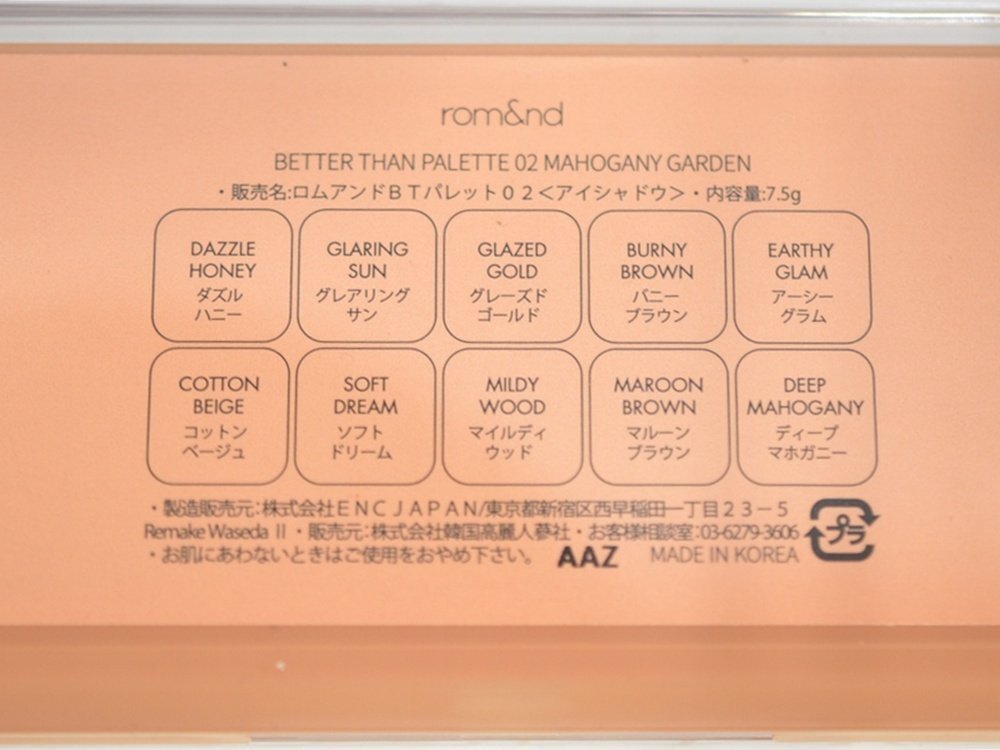 rom&nd
BETTER THAN PALETTE 02 MAHOGANY GARDEN
・販売名:ロムアンドＢＴパレット０２＜アイシャドウ＞・内容量:7.5g
DAZZLE
HONEY
ダズル
ハニー
GLARING
SUN
グレアリング
サン
GLAZED
GOLD
グレーズド
ゴールド
BURNY
BROWN
バニー
ブラウン
EARTHY
GLAM
アーシー
グラム
COTTON
BEIGE
コットン
ベージュ
SOFT
DREAM
ソフト
ドリーム
MILDY
WOOD
マイルディ
ウッド
MAROON
BROWN
マルーン
ブラウン
DEEP
MAHOGANY
ディープ
マホガニー
・製造販売元:株式会社ＥＮＣＪＡＰＡＮ/東京都新宿区西早稲田一丁目２３－５
Remake Waseda Ⅱ・販売元:株式会社韓国高麗人蔘社・お客様相談室:03-6279-3606
・お肌にあわないときはご使用をおやめ下さい。 AAZ MADE IN KOREA
プラ